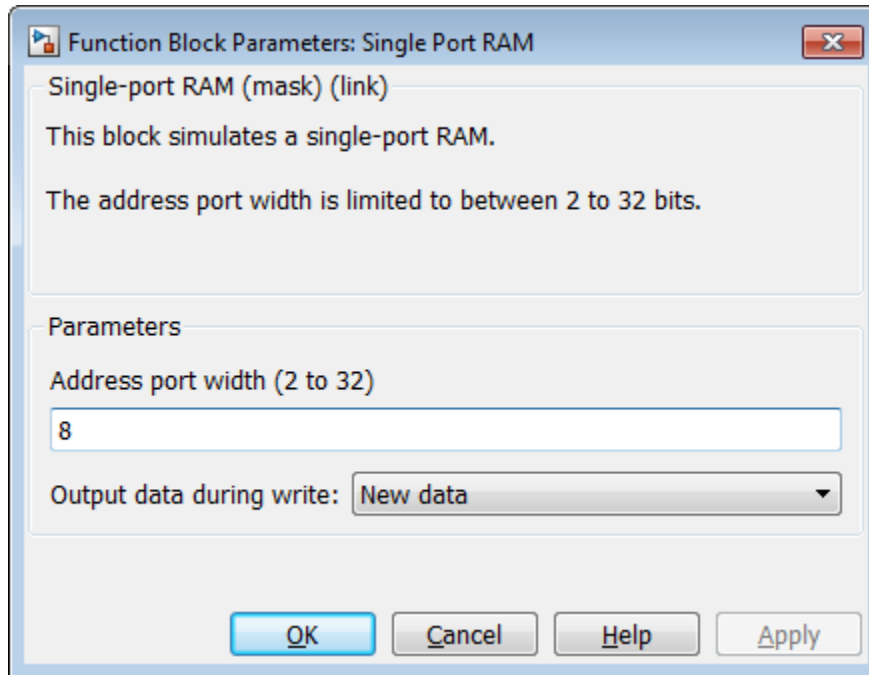 Function Block Parameters: Single Port RAM
Single-port RAM (mask) (link)
This block simulates a single-port RAM.
The address port width is limited to between 2 to 32 bits.
Parameters
Address port width (2 to 32)
8
Output data during write: New data
OK Cancel Help Apply